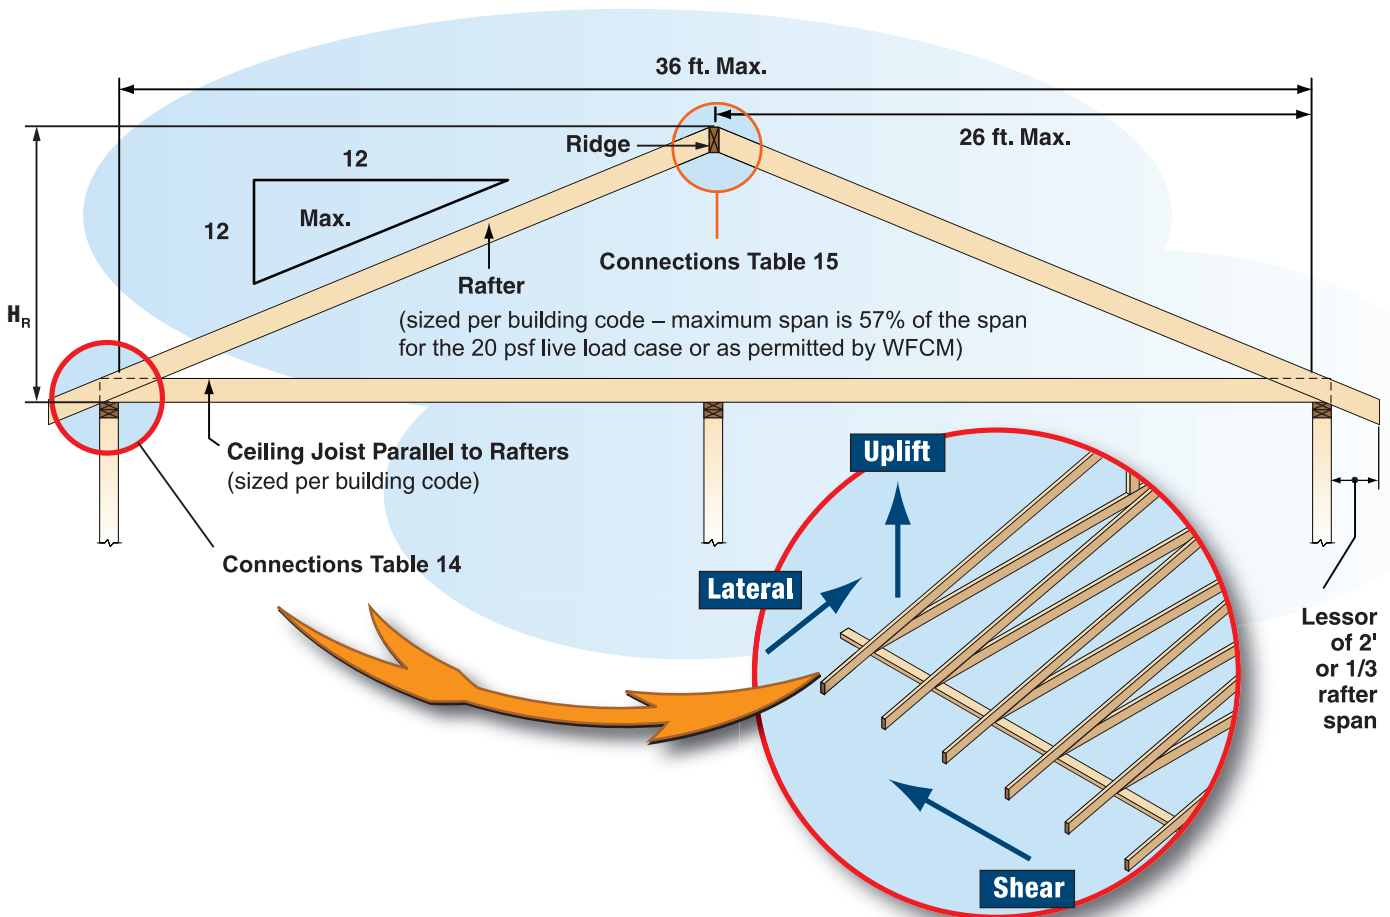 36 ft. Max.
26 ft. Max.
Ridge
12
12
Max.
H_R
Connections Table 15
Rafter
(sized per building code – maximum span is 57% of the span
for the 20 psf live load case or as permitted by WFCM)
Ceiling Joist Parallel to Rafters
(sized per building code)
Connections Table 14
Uplift
Lateral
Shear
Lessor
of 2'
or 1/3
rafter
span